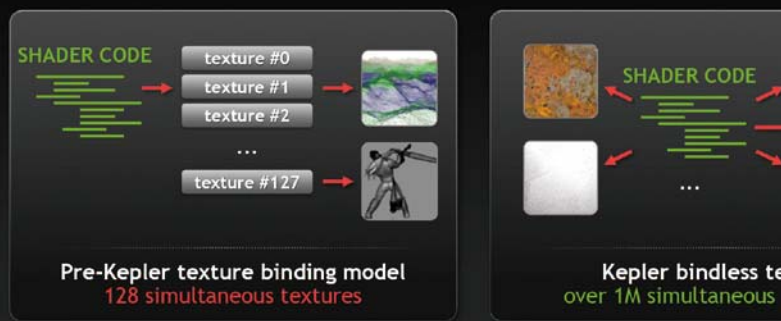 SHADER CODE
texture #0
texture #1
texture #2
...
texture #127
Pre-Kepler texture binding model
128 simultaneous textures
SHADER CODE
...
Kepler bindless
over 1M simultaneous